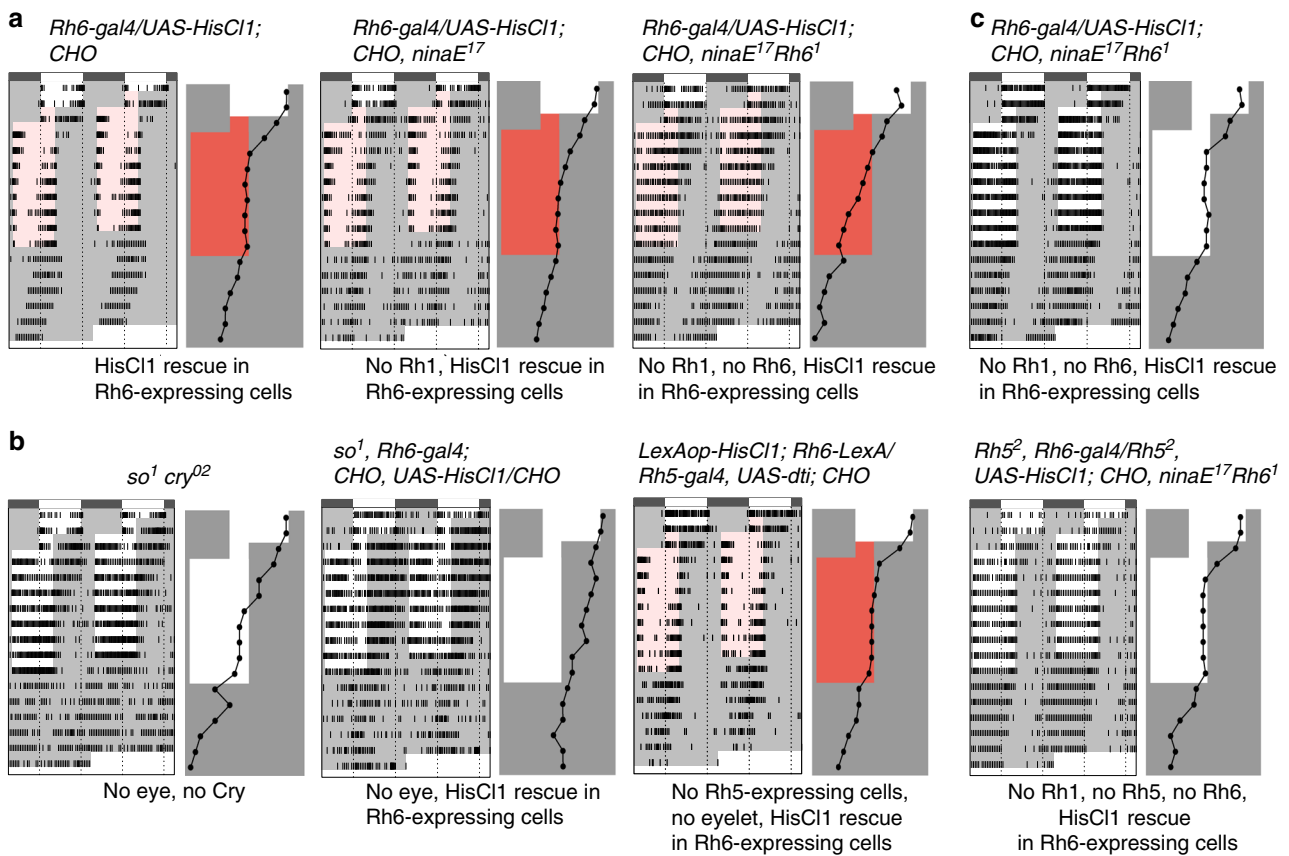 a
Rh6-gal4/UAS-HisCl1;
CHO
Rh6-gal4/UAS-HisCl1;
CHO, ninaE17
Rh6-gal4/UAS-HisCl1;
CHO, ninaE17Rh61
HisCl1 rescue in
Rh6-expressing cells
No Rh1, HisCl1 rescue in
Rh6-expressing cells
No Rh1, no Rh6, HisCl1 rescue
in Rh6-expressing cells
c
Rh6-gal4/UAS-HisCl1;
CHO, ninaE17Rh61
No Rh1, no Rh6, HisCl1 rescue
in Rh6-expressing cells
b
so1 cry02
so1, Rh6-gal4;
CHO, UAS-HisCl1/CHO
LexAop-HisCl1; Rh6-LexA/
Rh5-gal4, UAS-dti; CHO
Rh52, Rh6-gal4/Rh52,
UAS-HisCl1; CHO, ninaE17Rh61
No eye, no Cry
No eye, HisCl1 rescue in
Rh6-expressing cells
No Rh5-expressing cells,
no eyelet, HisCl1 rescue
in Rh6-expressing cells
No Rh1, no Rh5, no Rh6,
HisCl1 rescue
in Rh6-expressing cells